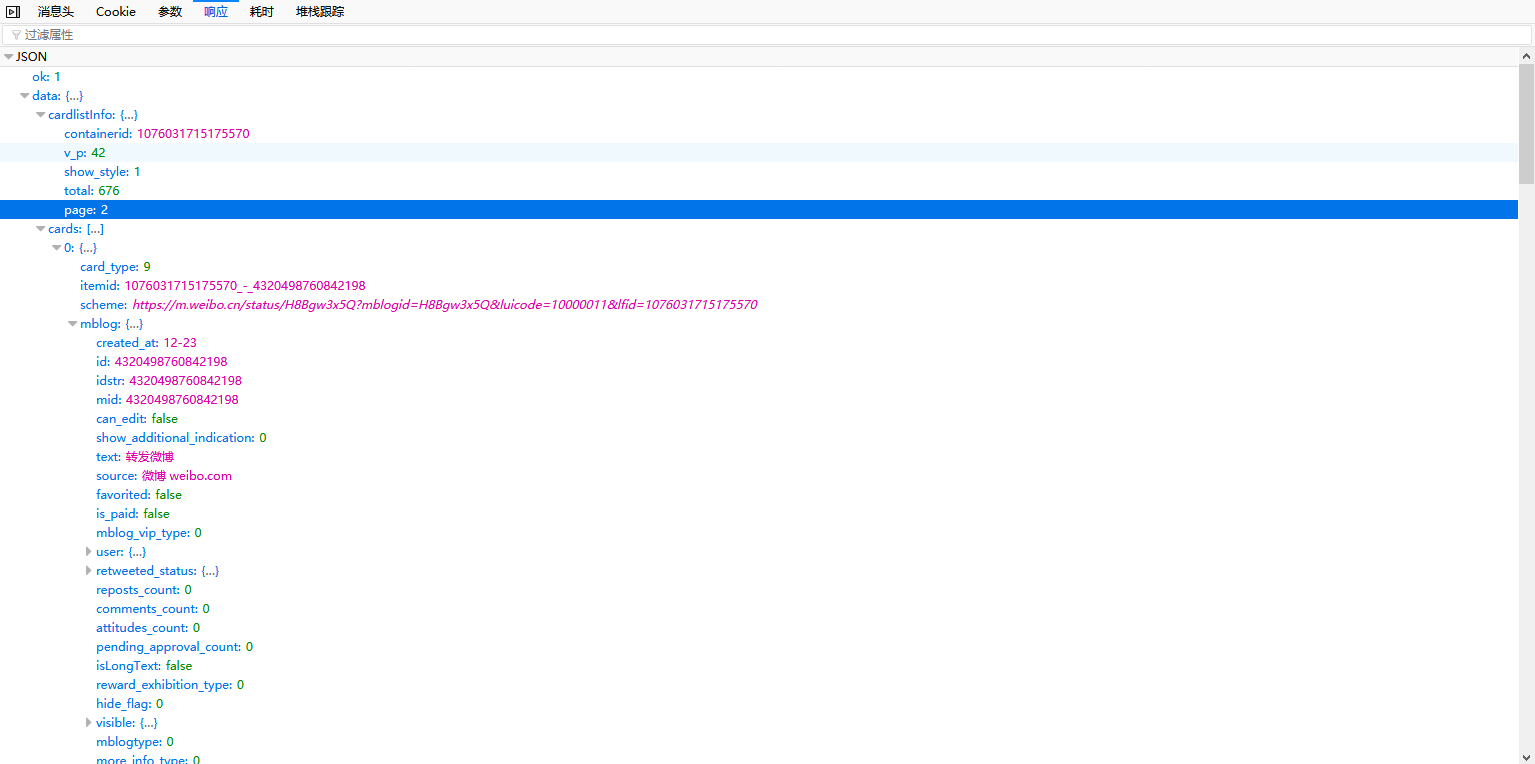 消息头 Cookie 参数 响应 耗时 堆栈跟踪
过滤属性
JSON
ok: 1
data: {…}
cardlistInfo: {…}
containerid: 1076031715175570
v_p: 42
show_style: 1
total: 676
page: 2
cards: […]
0: {…}
card_type: 9
itemid: 1076031715175570_-_4320498760842198
scheme: https://m.weibo.cn/status/H8Bgw3x5Q?mblogid=H8Bgw3x5Q&luicode=10000011&lfid=1076031715175570
mblog: {…}
created_at: 12-23
id: 4320498760842198
idstr: 4320498760842198
mid: 4320498760842198
can_edit: false
show_additional_indication: 0
text: 转发微博
source: 微博 weibo.com
favorited: false
is_paid: false
mblog_vip_type: 0
user: {…}
retweeted_status: {…}
reposts_count: 0
comments_count: 0
attitudes_count: 0
pending_approval_count: 0
isLongText: false
reward_exhibition_type: 0
hide_flag: 0
visible: {…}
mblogtype: 0
more_info_type: 0